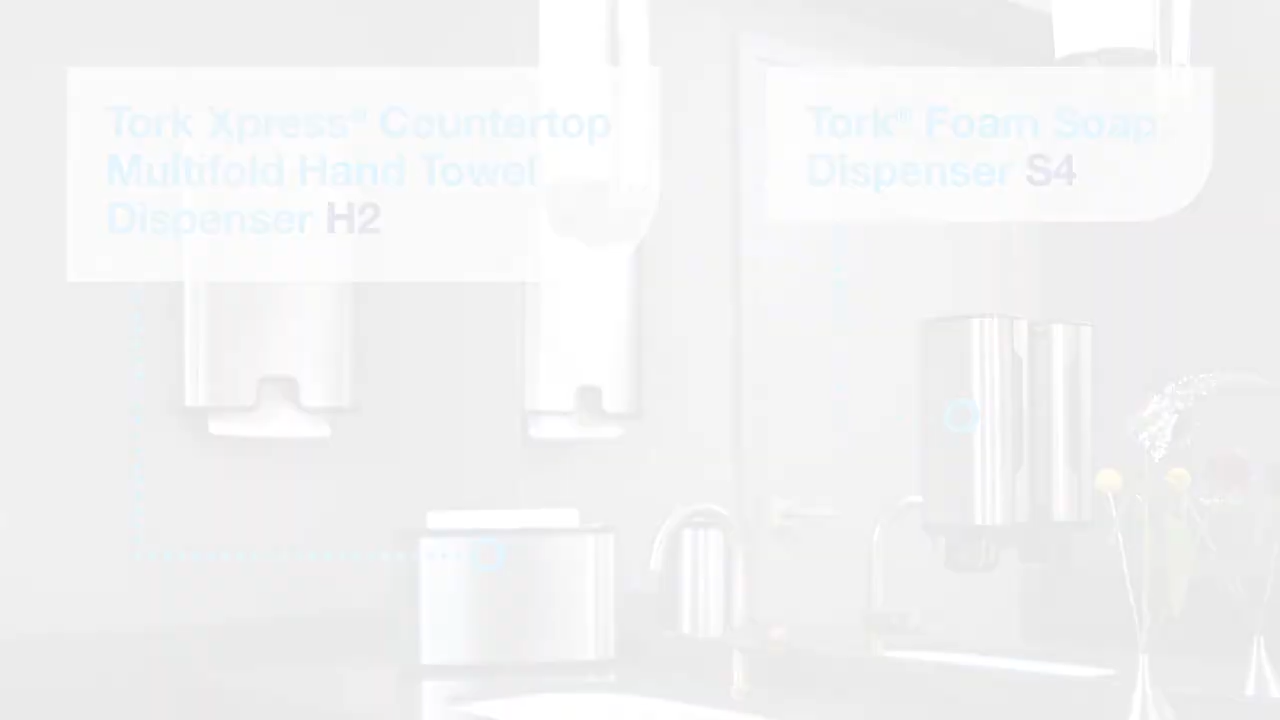 Tork Xpress® Countertop
Multifold Hand Towel
Dispenser H2
Tork® Foam Soap
Dispenser S4